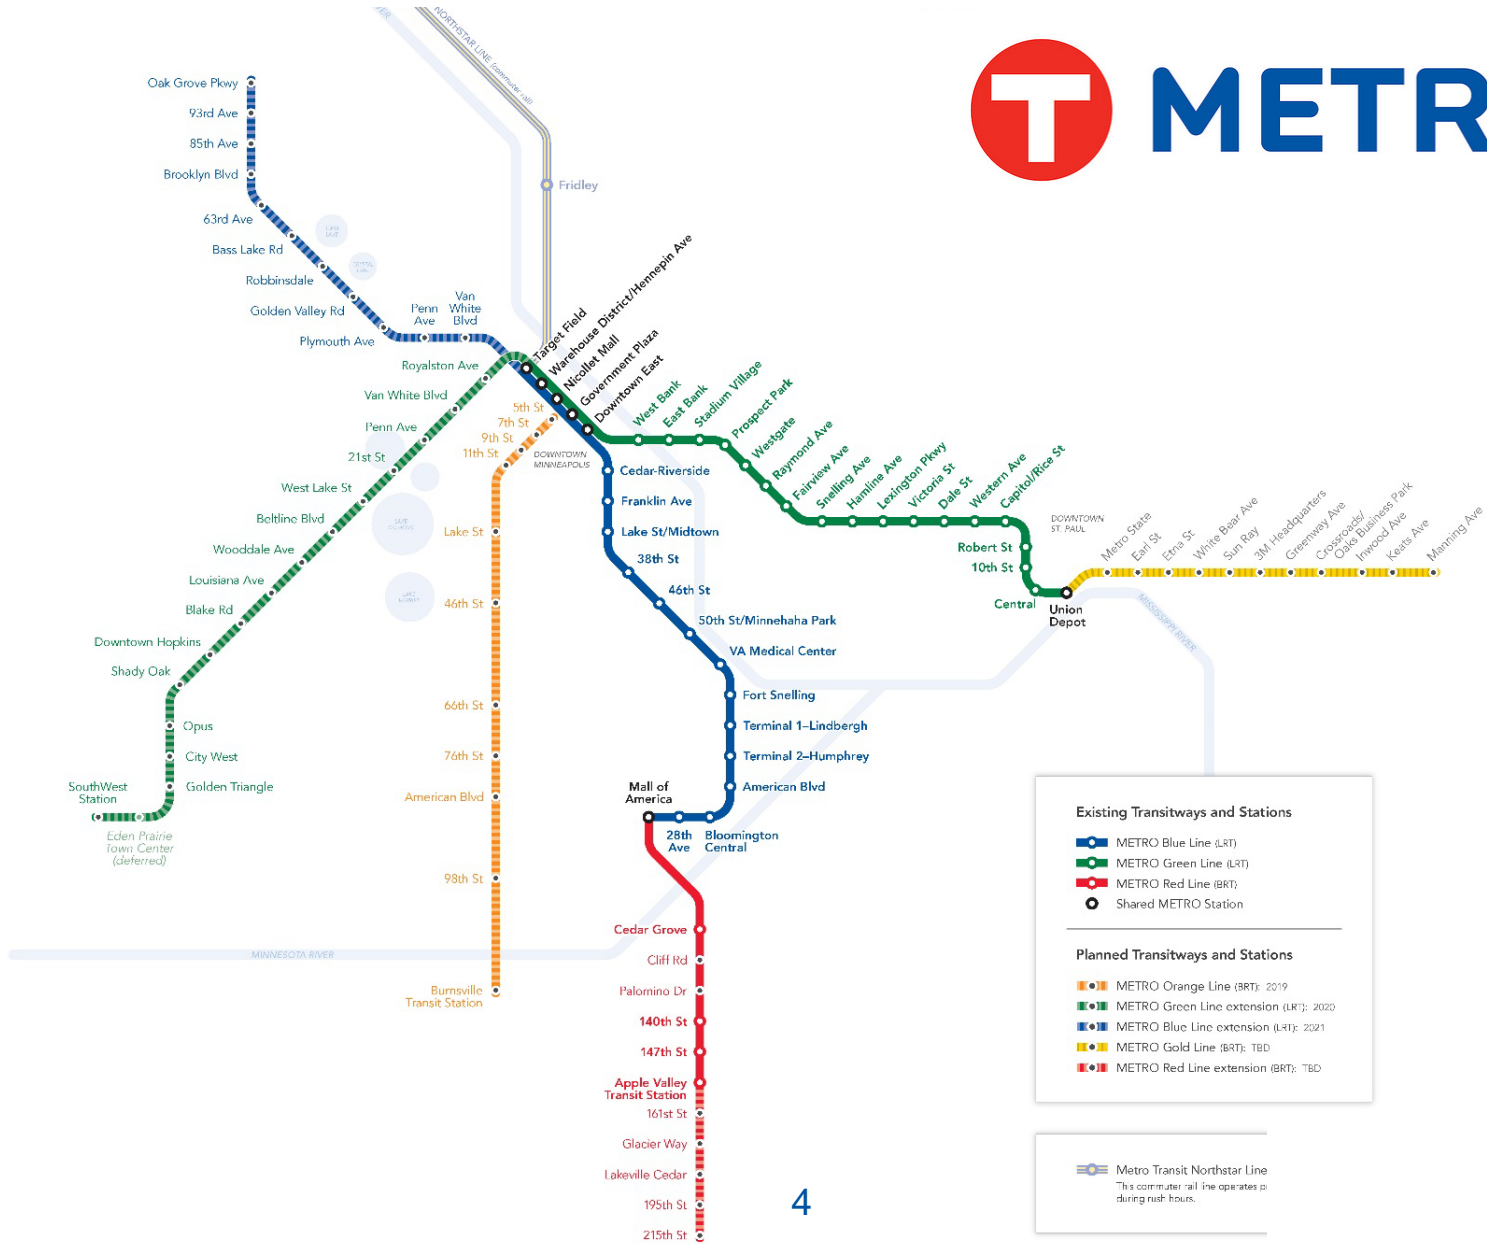 T METR
NORTHSTAR LINE (commuter rail)
Oak Grove Pkwy
93rd Ave
85th Ave
Brooklyn Blvd
63rd Ave
Bass Lake Rd
Robbinsdale
Golden Valley Rd
Plymouth Ave
Penn
Ave
Van
White
Blvd
Fridley
Target Field
Warehouse District/Hennepin Ave
Nicollet Mall
Government Plaza
Downtown East
Royalston Ave
Van White Blvd
Penn Ave
21st St
West Lake St
Beltline Blvd
Wooddale Ave
Louisiana Ave
Blake Rd
Downtown Hopkins
Shady Oak
Opus
City West
Golden Triangle
SouthWest
Station
Eden Prairie
Town Center
(deferred)
5th St
7th St
9th St
11th St
DOWNTOWN
MINNEAPOLIS
Lake St
46th St
66th St
76th St
American Blvd
98th St
Burnsville
Transit Station
West Bank
East Bank
Stadium Village
Prospect Park
Westgate
Raymond Ave
Fairview Ave
Snelling Ave
Hamline Ave
Lexington Pkwy
Victoria St
Dale St
Western Ave
Capitol/Rice St
Robert St
10th St
Central
Union
Depot
DOWNTOWN
ST. PAUL
Metro State
Earl St
Etna St
White Bear Ave
Sun Ray
3M Headquarters
Greenway Ave
Crossroads/
Oaks Business Park
Inwood Ave
Keats Ave
Manning Ave
MISSISSIPPI RIVER
Cedar-Riverside
Franklin Ave
Lake St/Midtown
38th St
46th St
50th St/Minnehaha Park
VA Medical Center
Fort Snelling
Terminal 1–Lindbergh
Terminal 2–Humphrey
American Blvd
Mall of
America
28th
Ave
Bloomington
Central
MINNESOTA RIVER
Cedar Grove
Cliff Rd
Palomino Dr
140th St
147th St
Apple Valley
Transit Station
161st St
Glacier Way
Lakeville Cedar
195th St
215th St
4
Existing Transitways and Stations
METRO Blue Line (LRT)
METRO Green Line (LRT)
METRO Red Line (BRT)
Shared METRO Station
Planned Transitways and Stations
METRO Orange Line (BRT): 2019
METRO Green Line extension (LRT): 2020
METRO Blue Line extension (LRT): 2021
METRO Gold Line (BRT): TBD
METRO Red Line extension (BRT): TBD
Metro Transit Northstar Line
This commuter rail line operates
during rush hours.